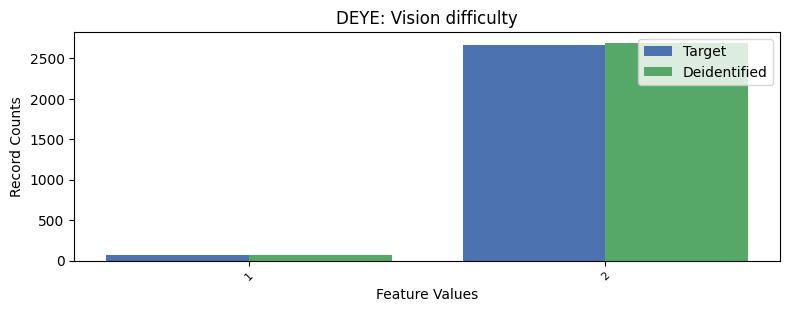 DEYE: Vision difficulty
Target
Deidentified
Record Counts
2500
2000
1500
1000
500
0
1
2
Feature Values